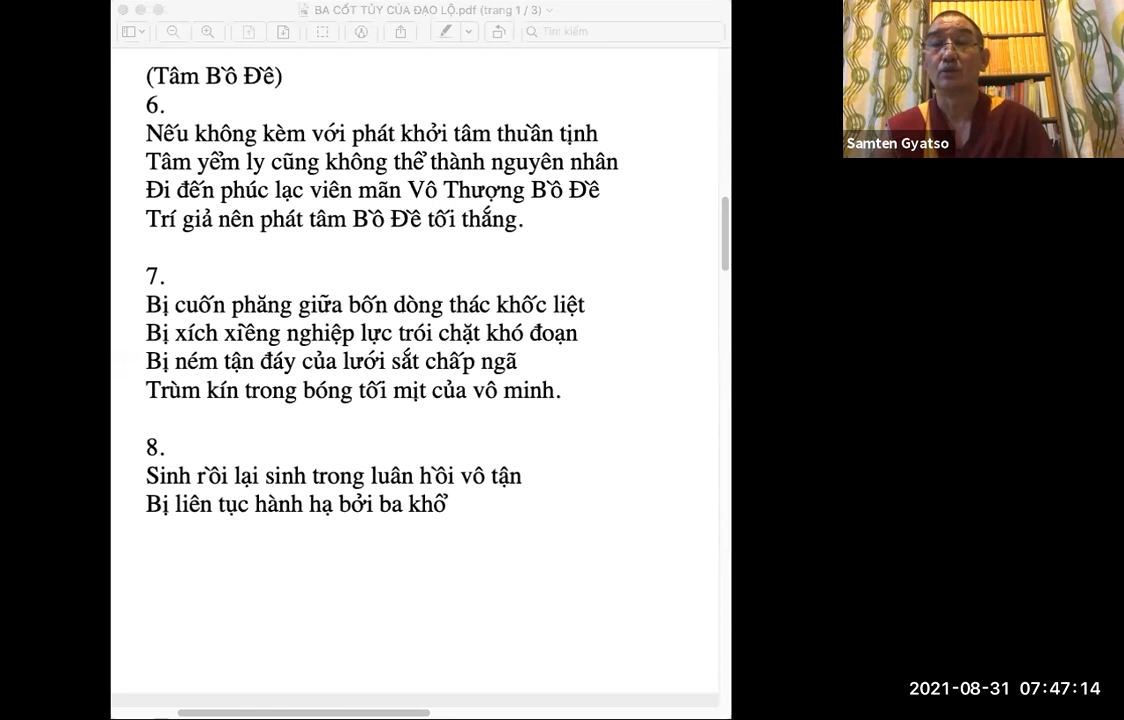 BA CỐT TỦY CỦA ĐẠO LỘ.pdf (trang 1 / 3)
Tìm kiếm
(Tâm Bồ Đề)
6.
Nếu không kèm với phát khởi tâm thuần tịnh
Tâm yểm ly cũng không thể thành nguyên nhân
Đi đến phúc lạc viên mãn Vô Thượng Bồ Đề
Trí giả nên phát tâm Bồ Đề tối thắng.
7.
Bị cuốn phăng giữa bốn dòng thác khốc liệt
Bị xích xiềng nghiệp lực trói chặt khó đoạn
Bị ném tận đáy của lưới sắt chấp ngã
Trùm kín trong bóng tối mịt của vô minh.
8.
Sinh rồi lại sinh trong luân hồi vô tận
Bị liên tục hành hạ bởi ba khổ
Samten Gyatso
2021-08-31 07:47:14